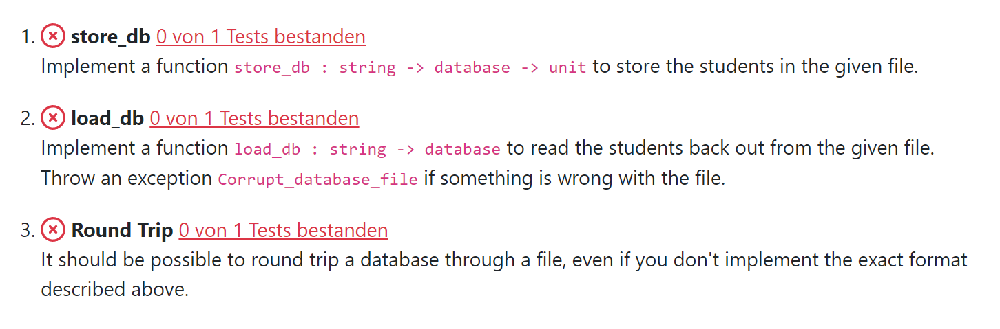 1. store_db 0 von 1 Tests bestanden
Implement a function store_db : string -> database -> unit to store the students in the given file.
2. load_db 0 von 1 Tests bestanden
Implement a function load_db : string -> database to read the students back out from the given file.
Throw an exception Corrupt_database_file if something is wrong with the file.
3. Round Trip 0 von 1 Tests bestanden
It should be possible to round trip a database through a file, even if you don't implement the exact format
described above.